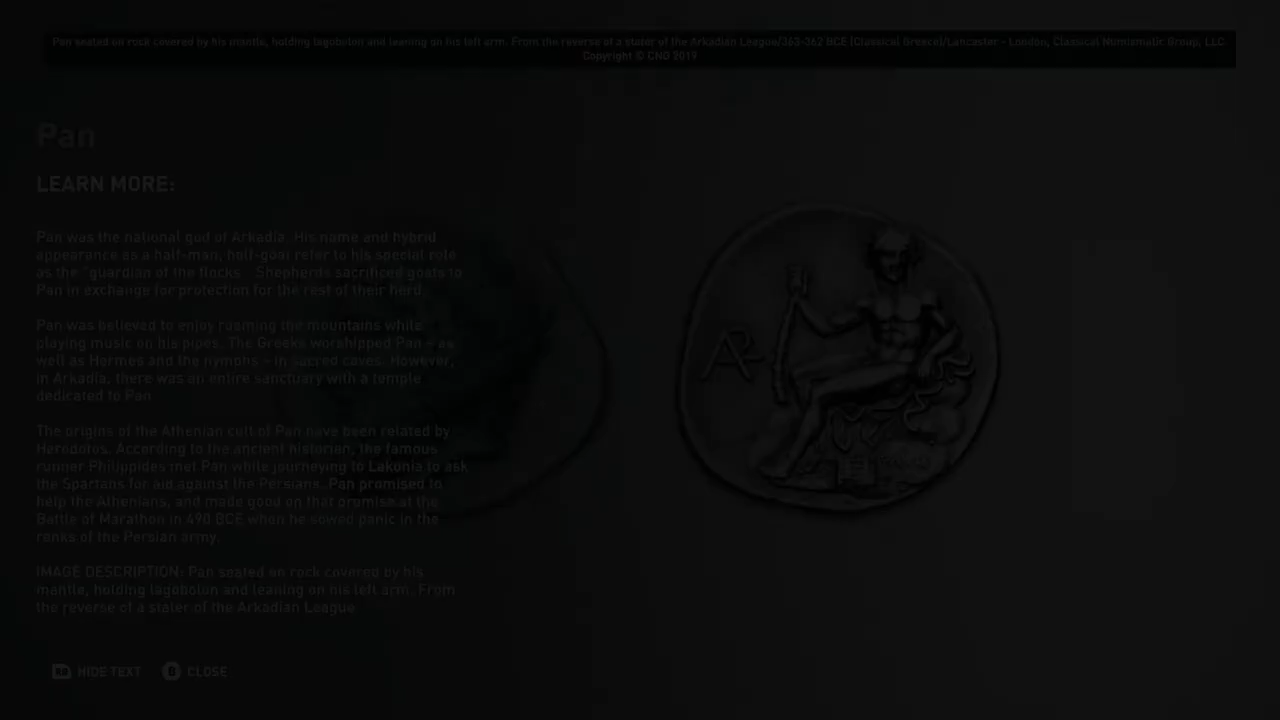 Pan seated on rock covered by his mantle, holding lagobolon and leaning on his left arm. From the reverse of a stater of the Arkadian League/363-362 BCE (Classical Greece)/Lancaster - London, Classical Numismatic Group, LLC.
Copyright © CNG 2019
Pan
LEARN MORE:
Pan was the national god of Arkadia. His name and hybrid
appearance as a half-man, half-goat refer to his special role
as the "guardian of the flocks". Shepherds sacrificed goats to
Pan in exchange for protection for the rest of their herd.
Pan was believed to enjoy roaming the mountains while
playing music on his pipes. The Greeks worshipped Pan - as
well as Hermes and the nymphs - in sacred caves. However,
in Arkadia, there was an entire sanctuary with a temple
dedicated to Pan.
The origins of the Athenian cult of Pan have been related by
Herodotos. According to the ancient historian, the famous
runner Philippides met Pan while journeying to Lakonia to ask
the Spartans for aid against the Persians. Pan promised to
help the Athenians, and made good on that promise at the
Battle of Marathon in 490 BCE when he sowed panic in the
ranks of the Persian army.
IMAGE DESCRIPTION: Pan seated on rock covered by his
mantle, holding lagobolon and leaning on his left arm. From
the reverse of a stater of the Arkadian League
HIDE TEXT CLOSE